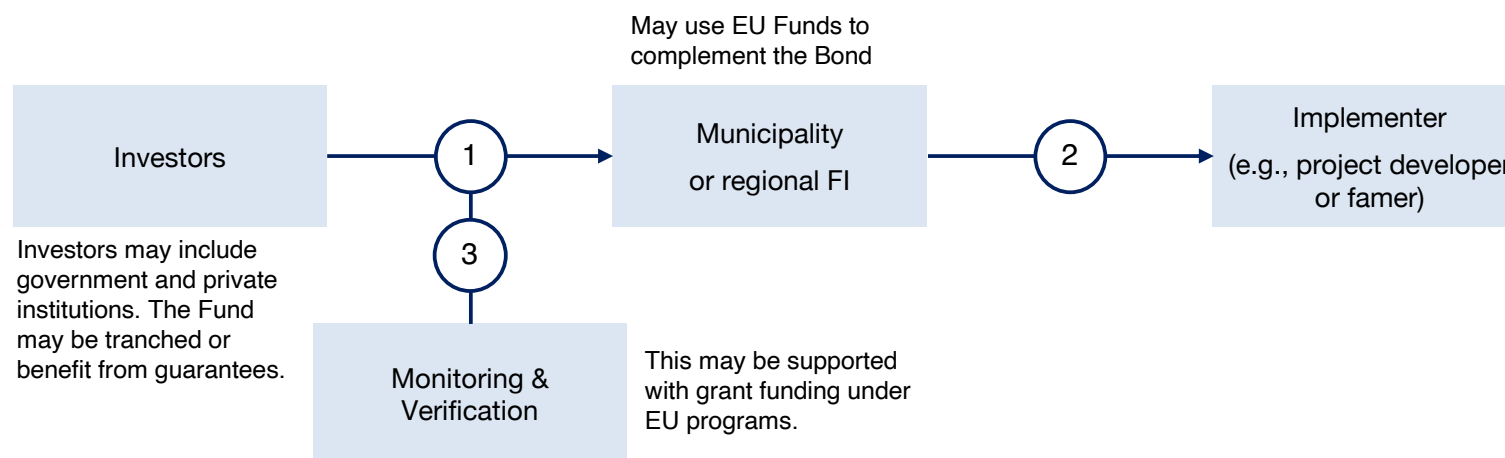 May use EU Funds to
complement the Bond
Investors
1
Municipality
or regional FI
2
Implementer
(e.g., project developer
or famer)
Investors may include
government and private
institutions. The Fund
may be tranched or
benefit from guarantees.
3
Monitoring &
Verification
This may be supported
with grant funding under
EU programs.